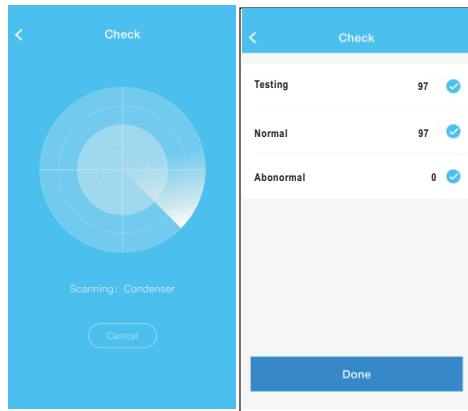 Check
Scanning: Condenser
Cancel
Check
Testing 97
Normal 97
Abonormal 0
Done